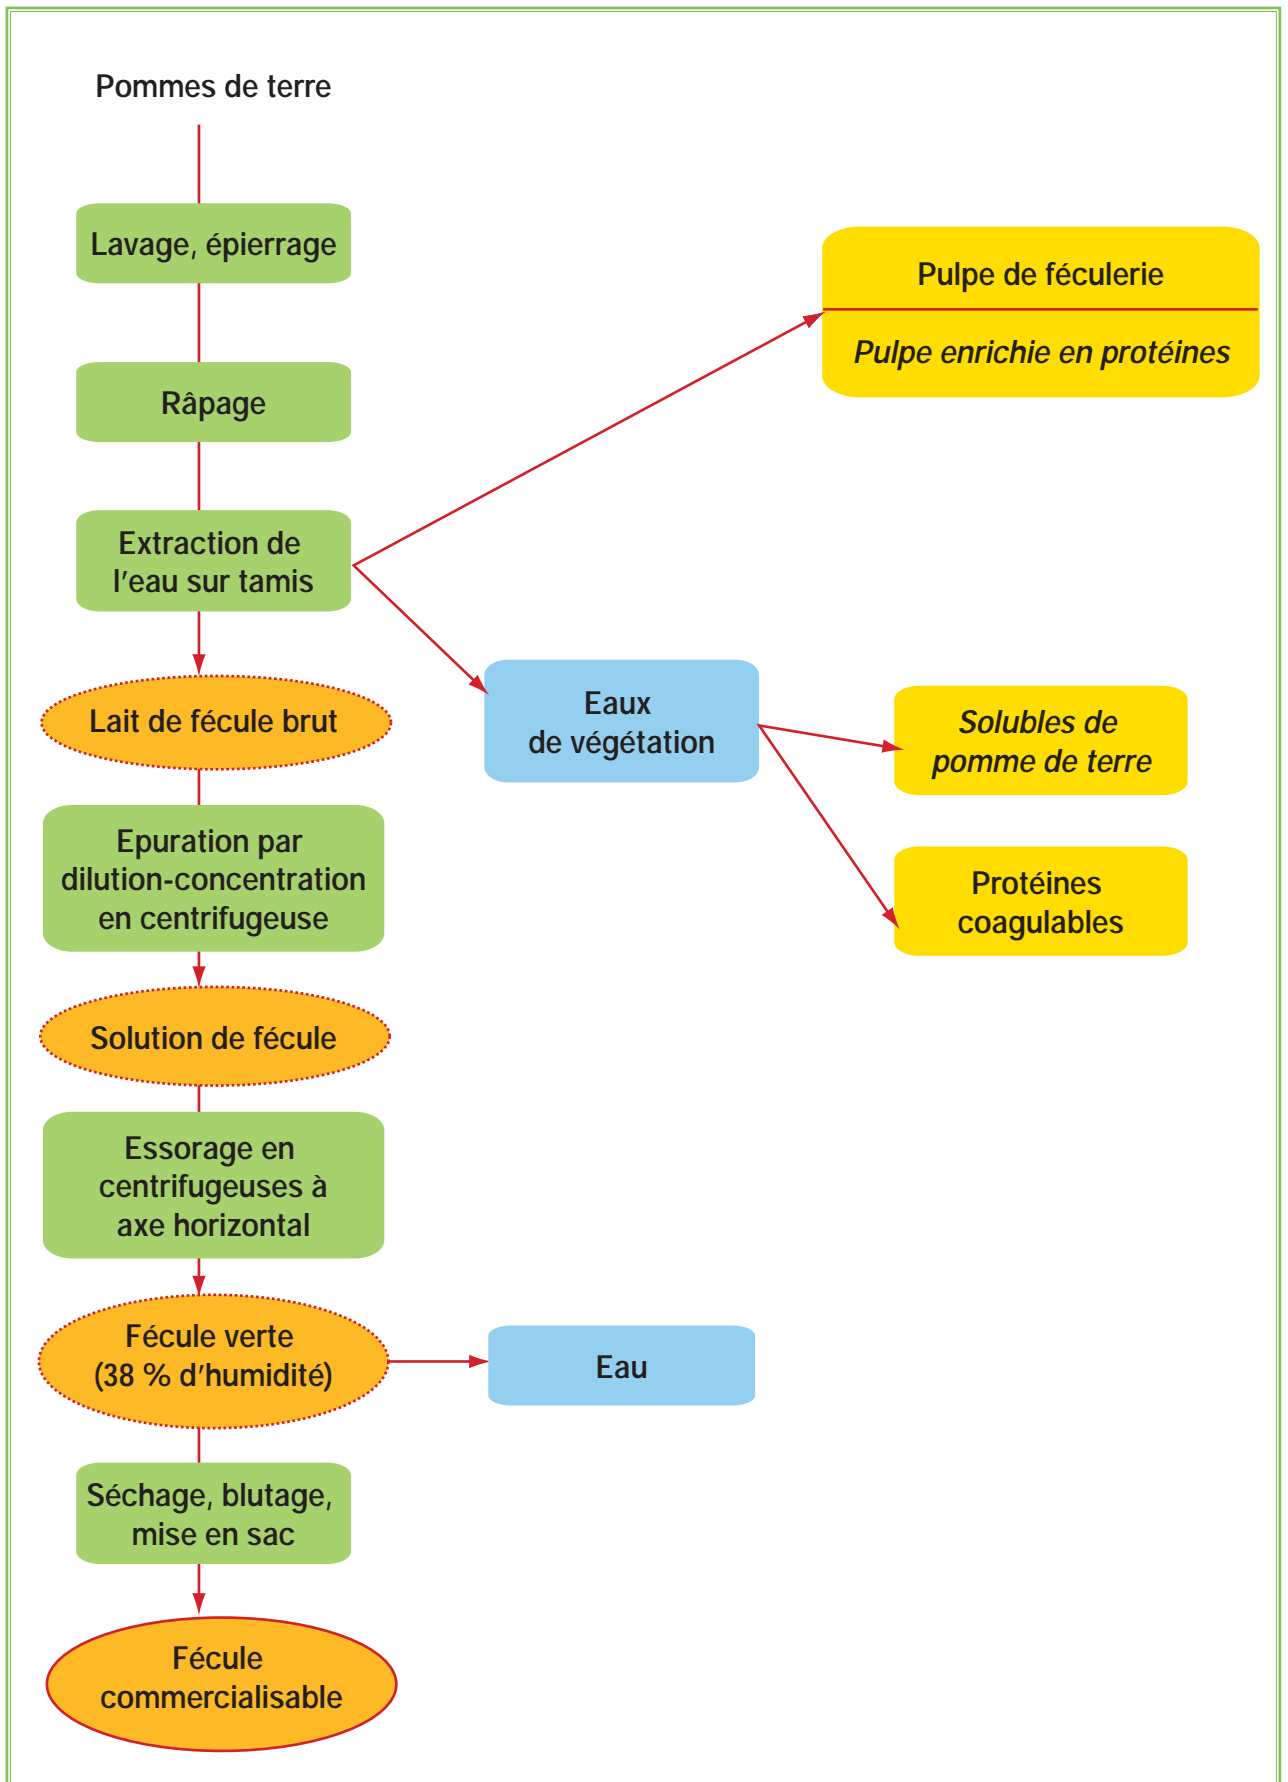 Pommes de terre
Lavage, épierrage
Râpage
Extraction de
l'eau sur tamis
Pulpe de féculerie
Pulpe enrichie en protéines
Lait de fécule brut
Eaux
de végétation
Solubles de
pomme de terre
Protéines
coagulables
Epuration par
dilution-concentration
en centrifugeuse
Solution de fécule
Essorage en
centrifugeuses à
axe horizontal
Fécule verte
(38 % d'humidité)
Eau
Séchage, blutage,
mise en sac
Fécule
commercialisable